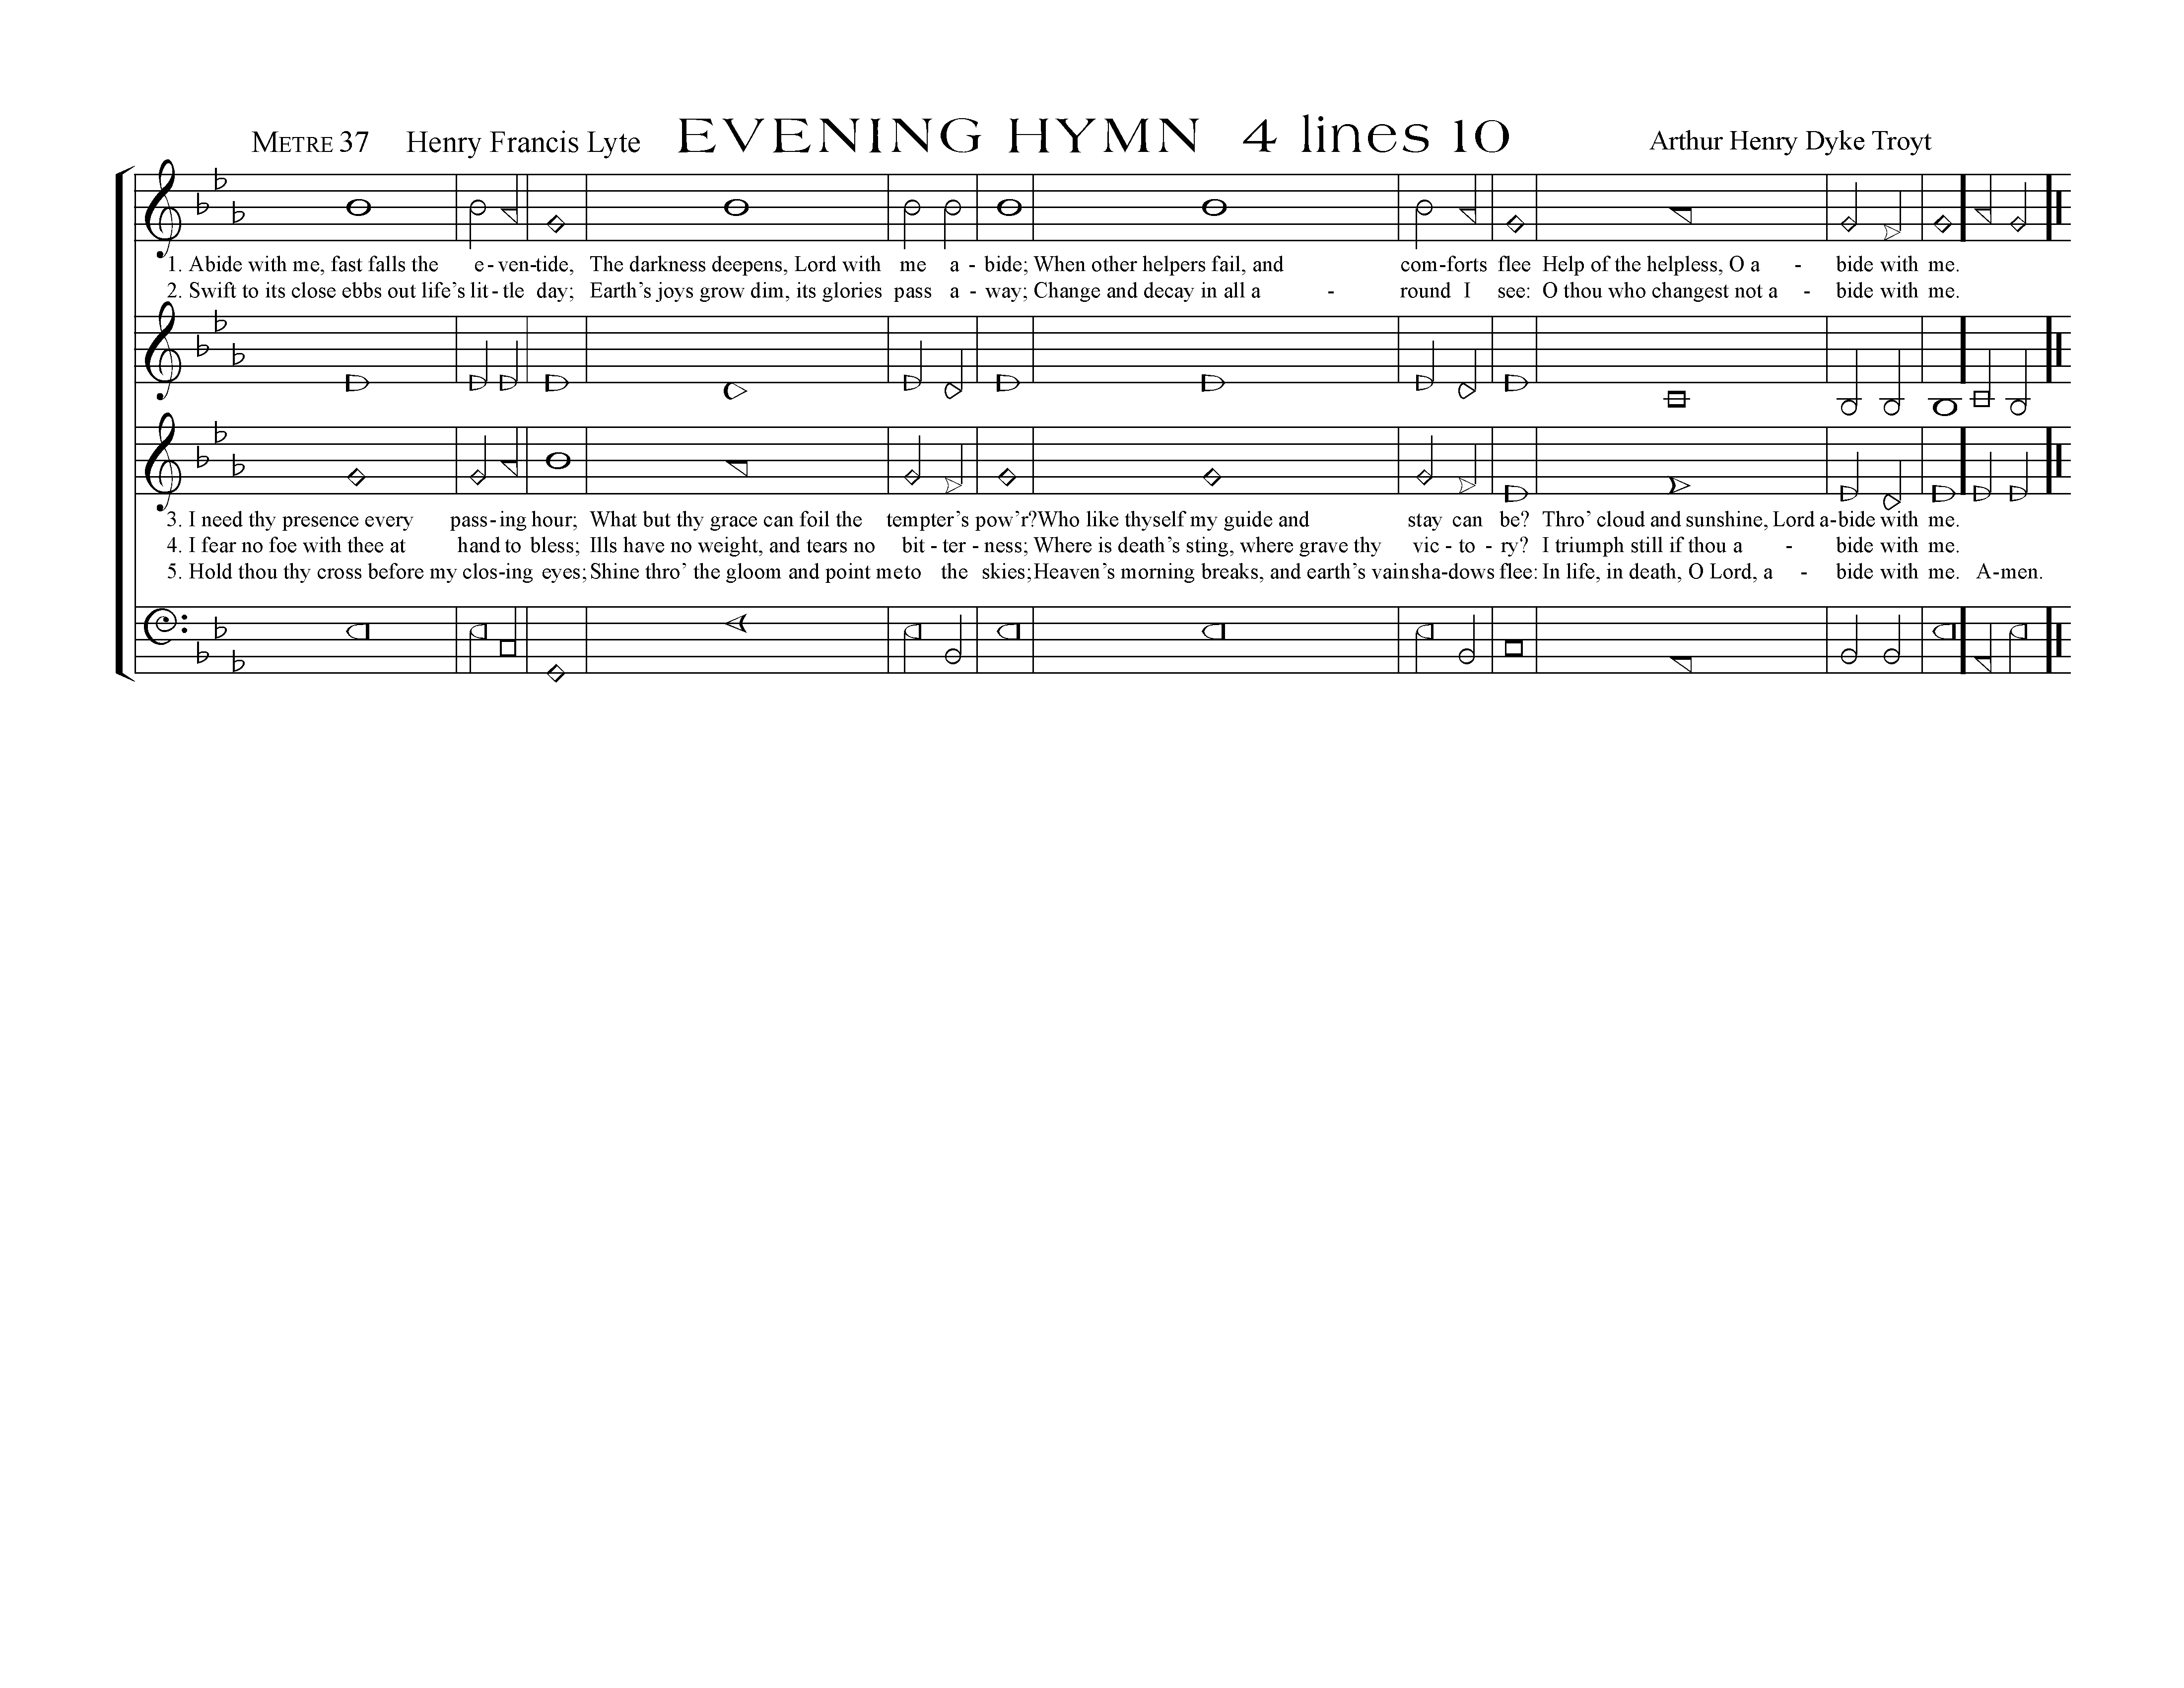 METRE 37 Henry Francis Lyte EVENING HYMN 4 lines 10 Arthur Henry Dyke Troyt
1. Abide with me, fast falls the e-ven-tide, The darkness deepens, Lord with me a - bide; When other helpers fail, and com-forts flee Help of the helpless, O a - bide with me.
2. Swift to its close ebbs out life’s lit - tle day; Earth’s joys grow dim, its glories pass a - way; Change and decay in all a - round I see: O thou who changest not a - bide with me.
3. I need thy presence every pass-ing hour; What but thy grace can foil the tempter’s pow’r? Who like thyself my guide and stay can be? Thro’ cloud and sunshine, Lord a-bide with me.
4. I fear no foe with thee at hand to bless; Ills have no weight, and tears no bit - ter - ness; Where is death’s sting, where grave thy vic - to - ry? I triumph still if thou a - bide with me.
5. Hold thou thy cross before my clos-ing eyes; Shine thro’ the gloom and point me to the skies; Heaven’s morning breaks, and earth’s vain sha-dows flee: In life, in death, O Lord, a - bide with me. A-men.